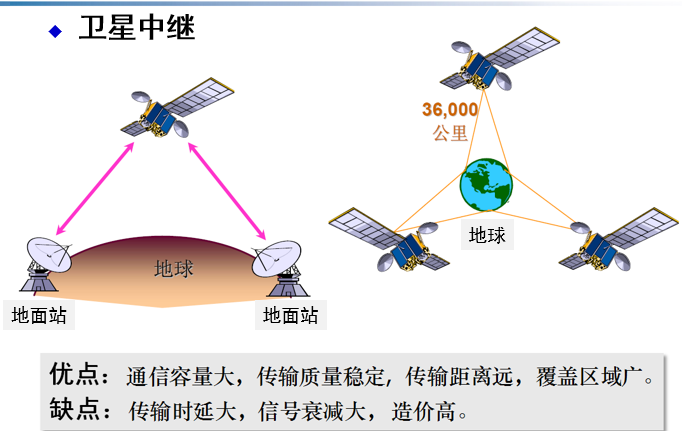 卫星中继
36,000
公里
地球
地球
地面站
地面站
优点：通信容量大，传输质量稳定, 传输距离远，覆盖区域广。
缺点：传输时延大，信号衰减大， 造价高。